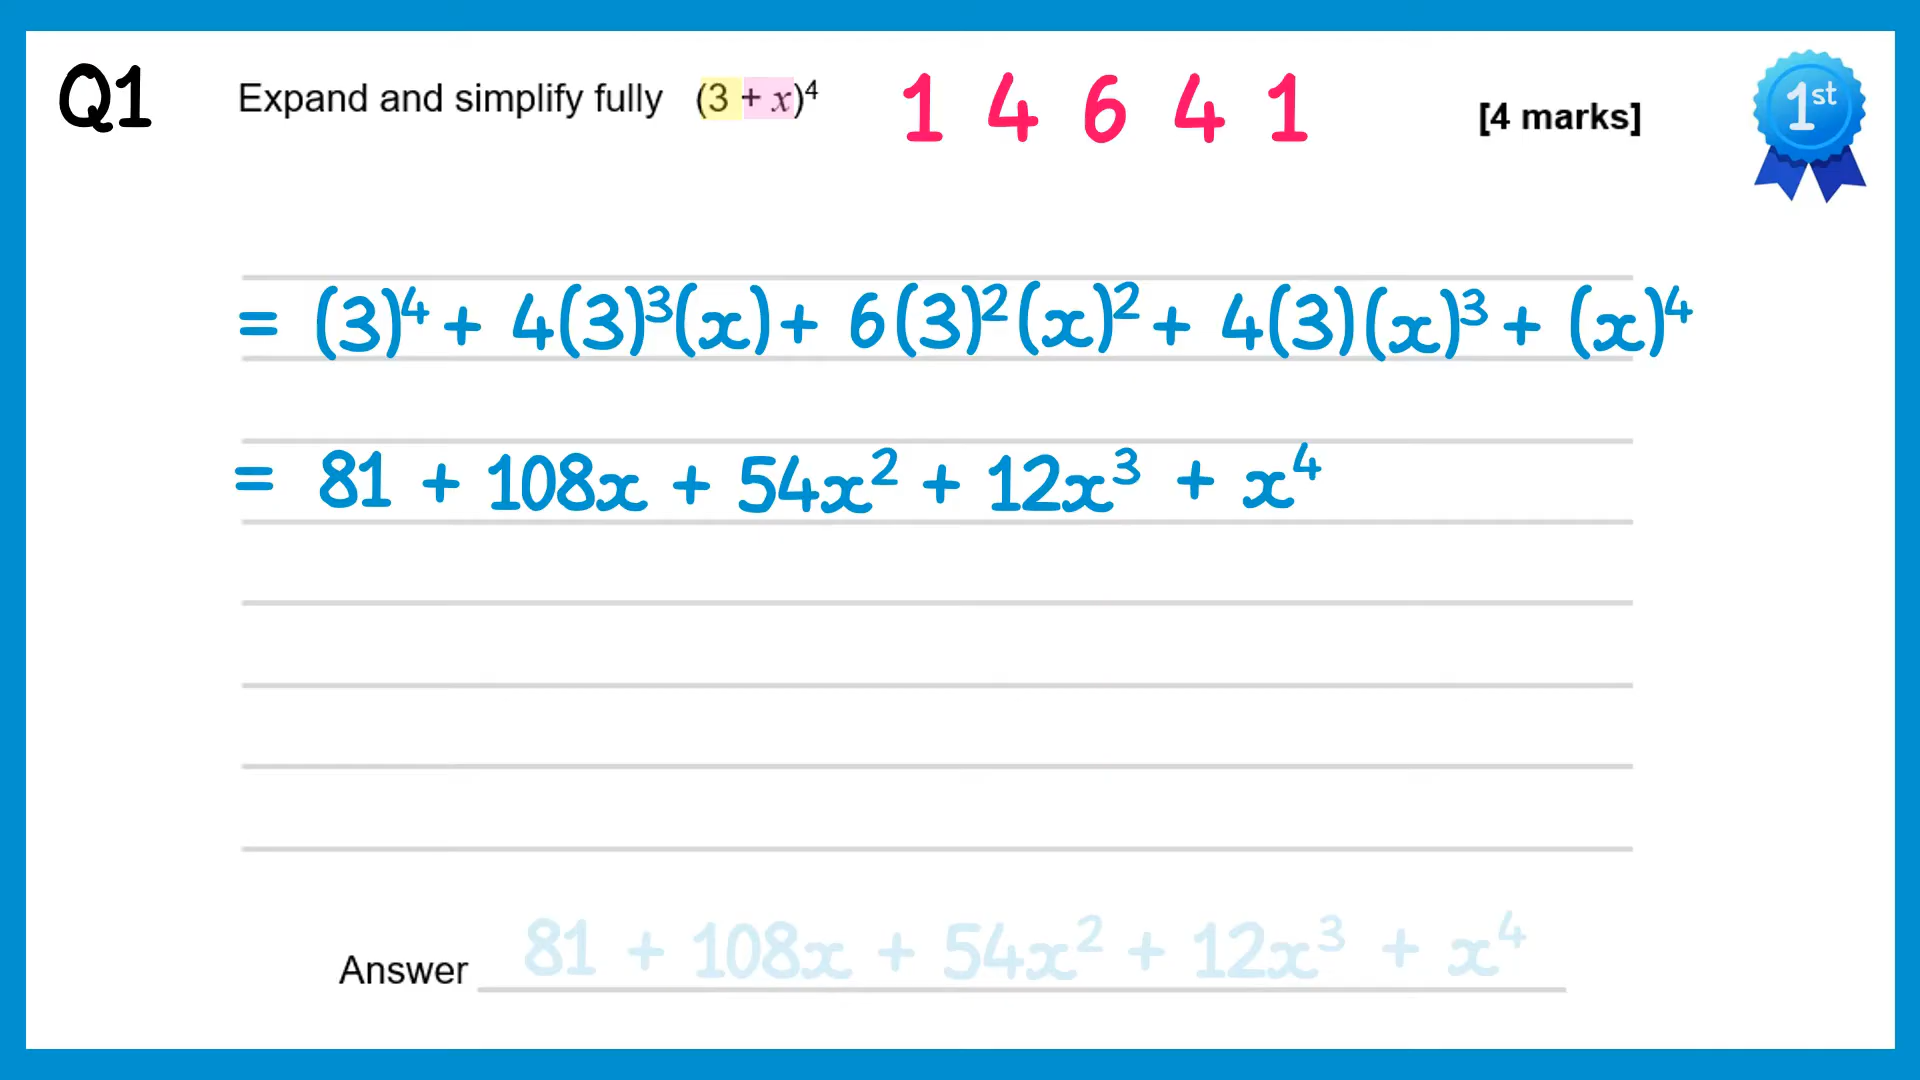 Q1 Expand and simplify fully (3 + x)⁴ 1 4 6 4 1 [4 marks] 1st
= (3)⁴ + 4(3)³(x) + 6(3)²(x)² + 4(3)(x)³ + (x)⁴
= 81 + 108x + 54x² + 12x³ + x⁴
Answer 81 + 108x + 54x² + 12x³ + x⁴